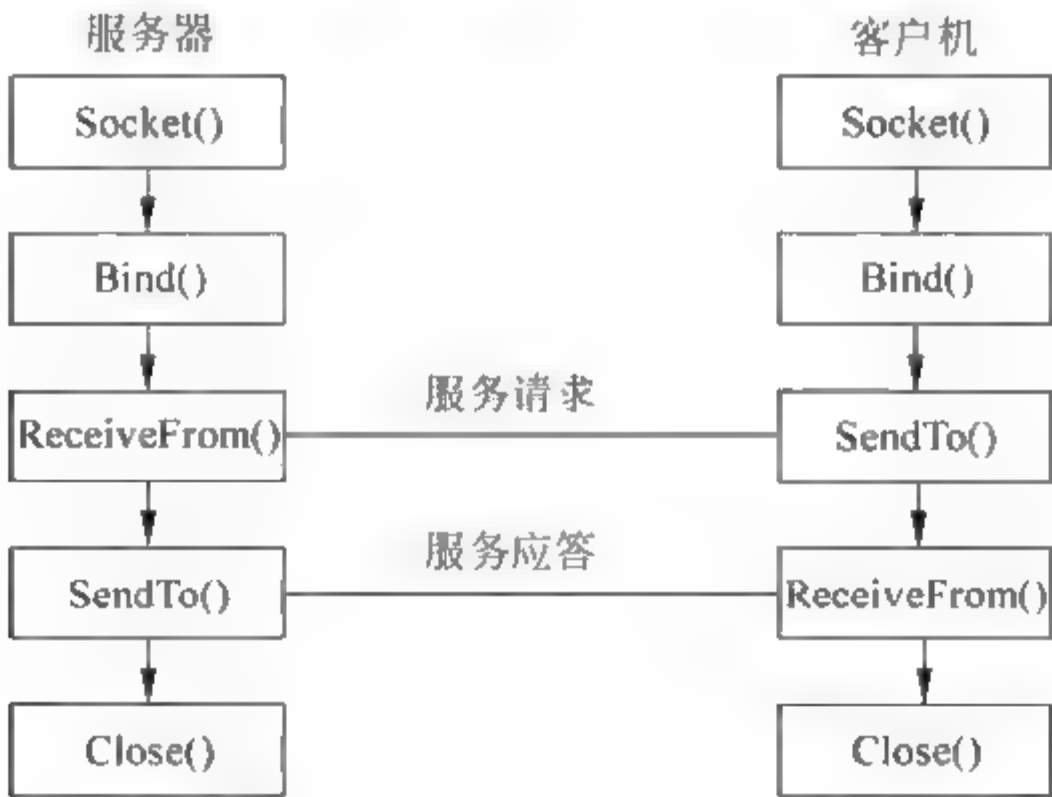 服务器 客户机
Socket() Socket()
Bind() Bind()
服务请求
ReceiveFrom() SendTo()
服务应答
SendTo() ReceiveFrom()
Close() Close()